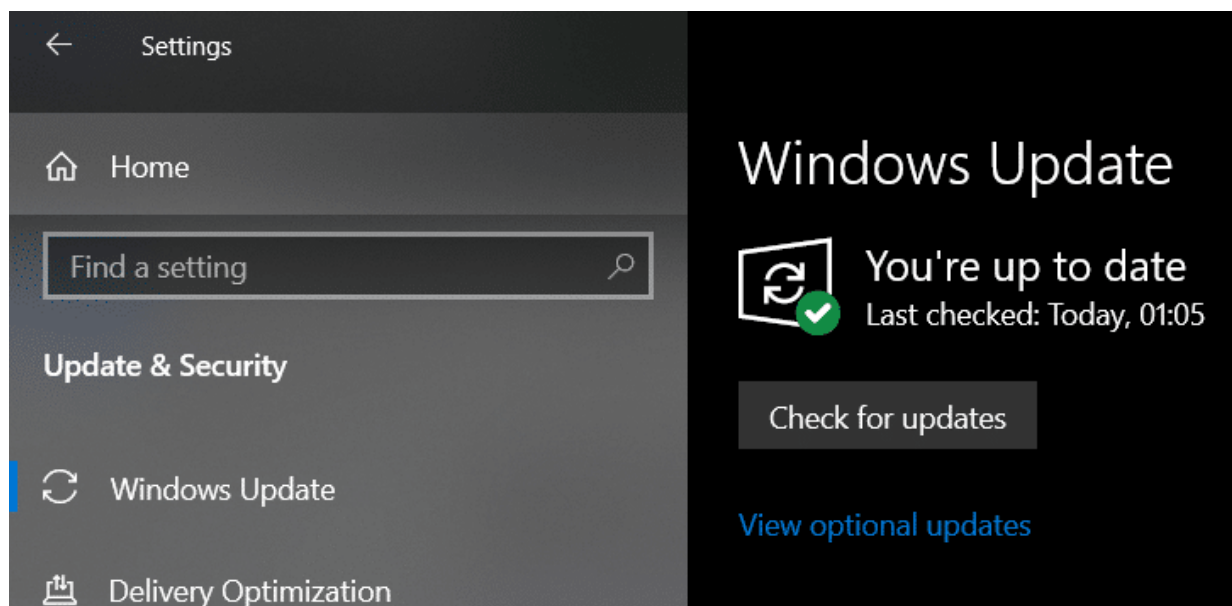 Settings
Home
Find a setting
Update & Security
Windows Update
Delivery Optimization
Windows Update
You're up to date
Last checked: Today, 01:05
Check for updates
View optional updates